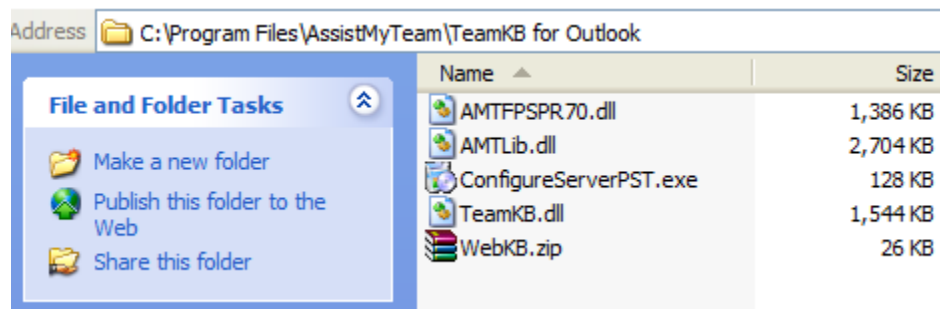 Address C:\Program Files\AssistMyTeam\TeamKB for Outlook
File and Folder Tasks
Make a new folder
Publish this folder to the
Web
Share this folder
Name Size
AMTFPSPR70.dll 1,386 KB
AMTLib.dll 2,704 KB
ConfigureServerPST.exe 128 KB
TeamKB.dll 1,544 KB
WebKB.zip 26 KB